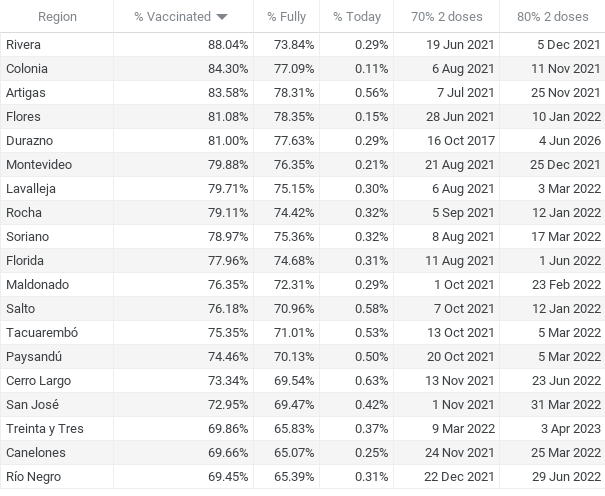 Region % Vaccinated % Fully % Today 70% 2 doses 80% 2 doses
Rivera 88.04% 73.84% 0.29% 19 Jun 2021 5 Dec 2021
Colonia 84.30% 77.09% 0.11% 6 Aug 2021 11 Nov 2021
Artigas 83.58% 78.31% 0.56% 7 Jul 2021 25 Nov 2021
Flores 81.08% 78.35% 0.15% 28 Jun 2021 10 Jan 2022
Durazno 81.00% 77.63% 0.29% 16 Oct 2017 4 Jun 2026
Montevideo 79.88% 76.35% 0.21% 21 Aug 2021 25 Dec 2021
Lavalleja 79.71% 75.15% 0.30% 6 Aug 2021 3 Mar 2022
Rocha 79.11% 74.42% 0.32% 5 Sep 2021 12 Jan 2022
Soriano 78.97% 75.36% 0.32% 8 Aug 2021 17 Mar 2022
Florida 77.96% 74.68% 0.31% 11 Aug 2021 1 Jun 2022
Maldonado 76.35% 72.31% 0.29% 1 Oct 2021 23 Feb 2022
Salto 76.18% 70.96% 0.58% 7 Oct 2021 12 Jan 2022
Tacuarembó 75.35% 71.01% 0.53% 13 Oct 2021 5 Mar 2022
Paysandú 74.46% 70.13% 0.50% 20 Oct 2021 5 Mar 2022
Cerro Largo 73.34% 69.54% 0.63% 13 Nov 2021 23 Jun 2022
San José 72.95% 69.47% 0.42% 1 Nov 2021 31 Mar 2022
Treinta y Tres 69.86% 65.83% 0.37% 9 Mar 2022 3 Apr 2023
Canelones 69.66% 65.07% 0.25% 24 Nov 2021 25 Mar 2022
Río Negro 69.45% 65.39% 0.31% 22 Dec 2021 29 Jun 2022